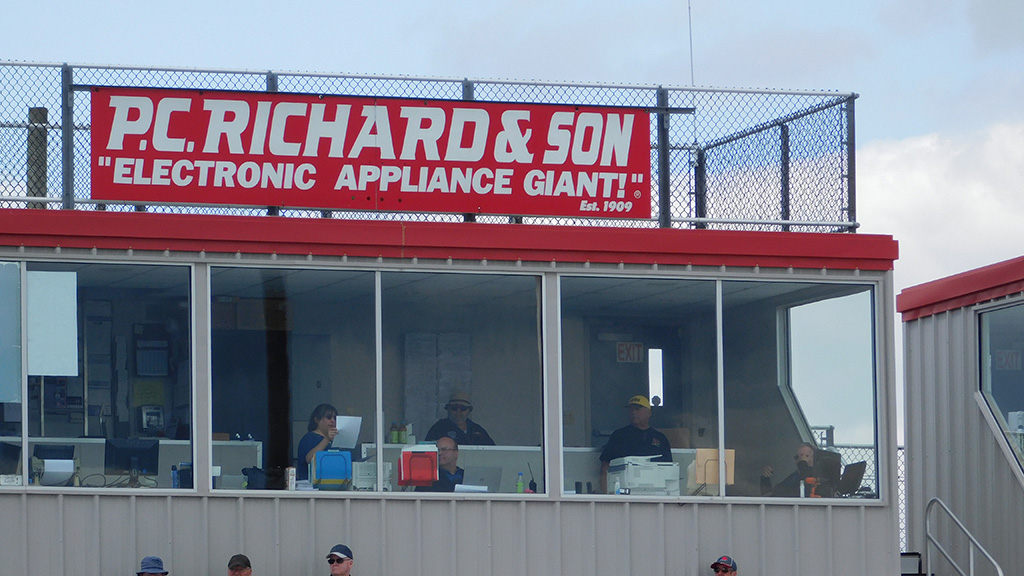 P.C. RICHARD & SON
"ELECTRONIC APPLIANCE GIANT!"®
Est. 1909
EXIT